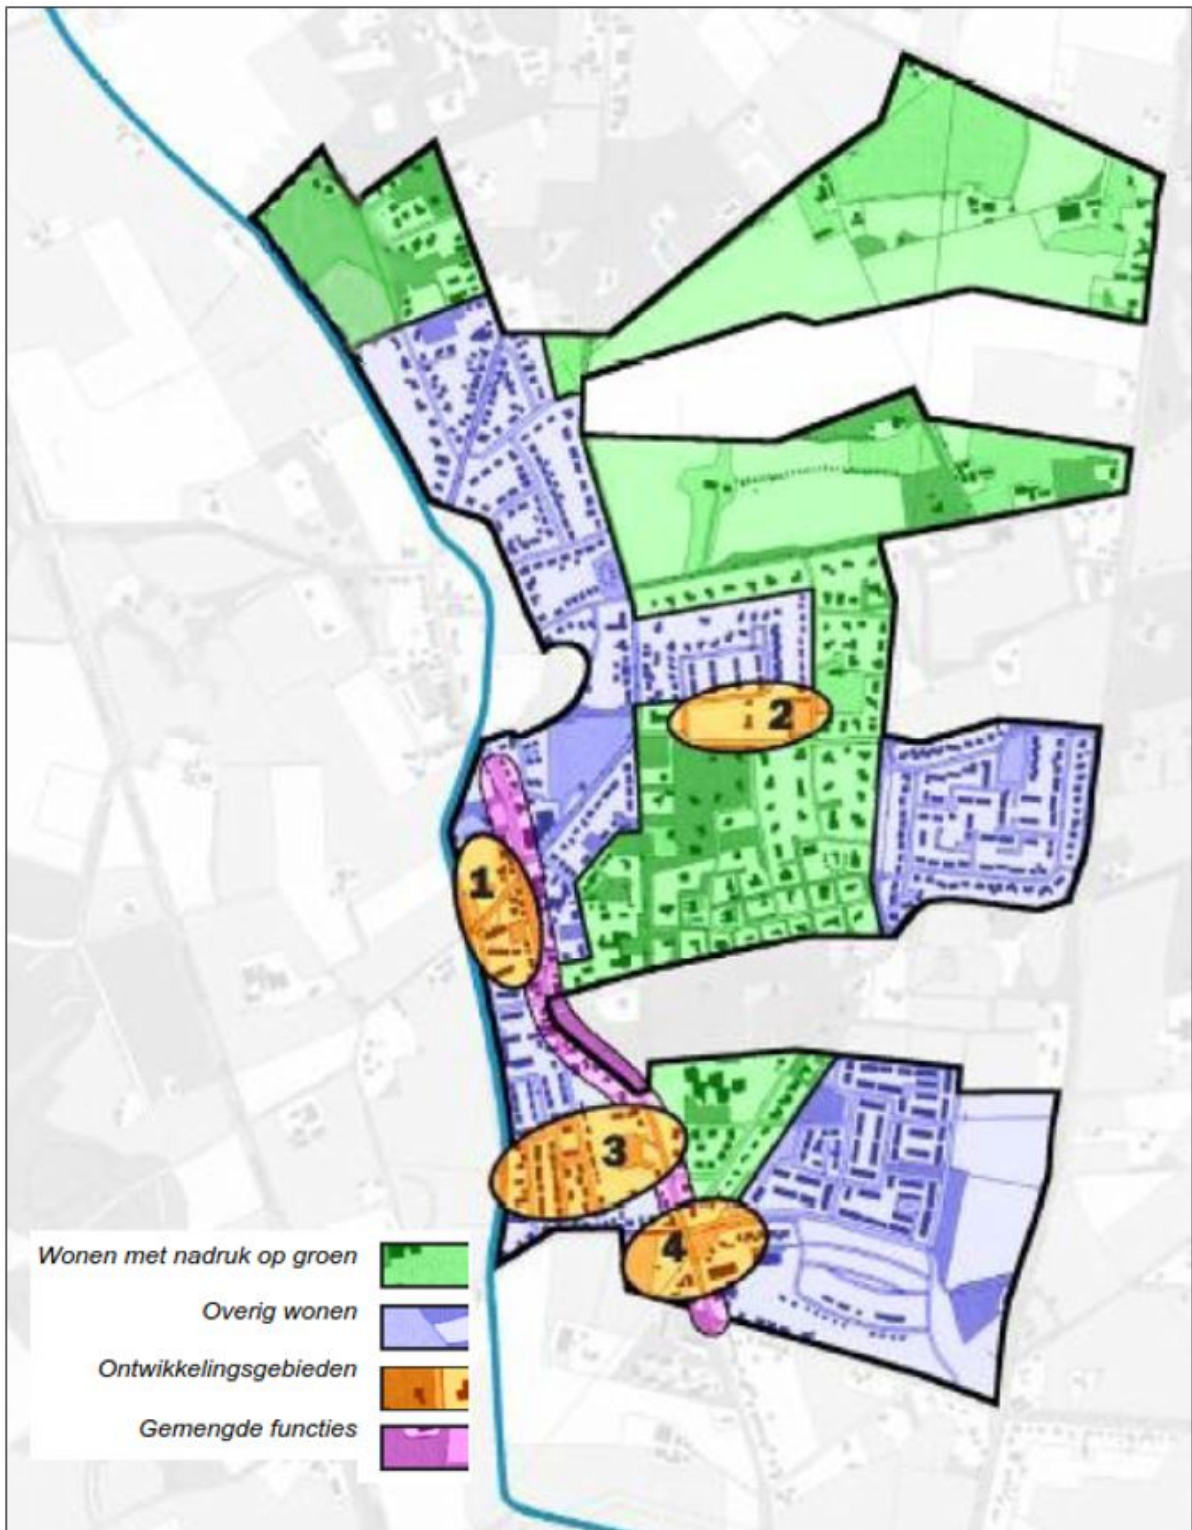 2
1
3
4
Wonen met nadruk op groen
Overig wonen
Ontwikkelingsgebieden
Gemengde functies